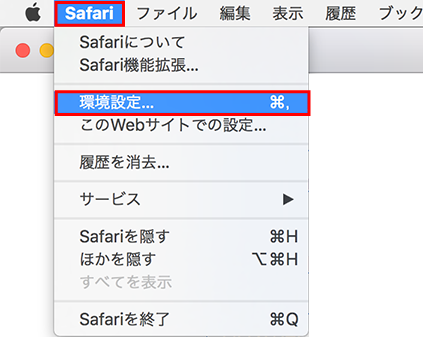 Safari ファイル 編集 表示 履歴 ブック
Safariについて
Safari機能拡張...
環境設定... ⌘,
このWebサイトでの設定...
履歴を消去...
サービス ▶
Safariを隠す ⌘H
ほかを隠す ⌥⌘H
すべてを表示
Safariを終了 ⌘Q